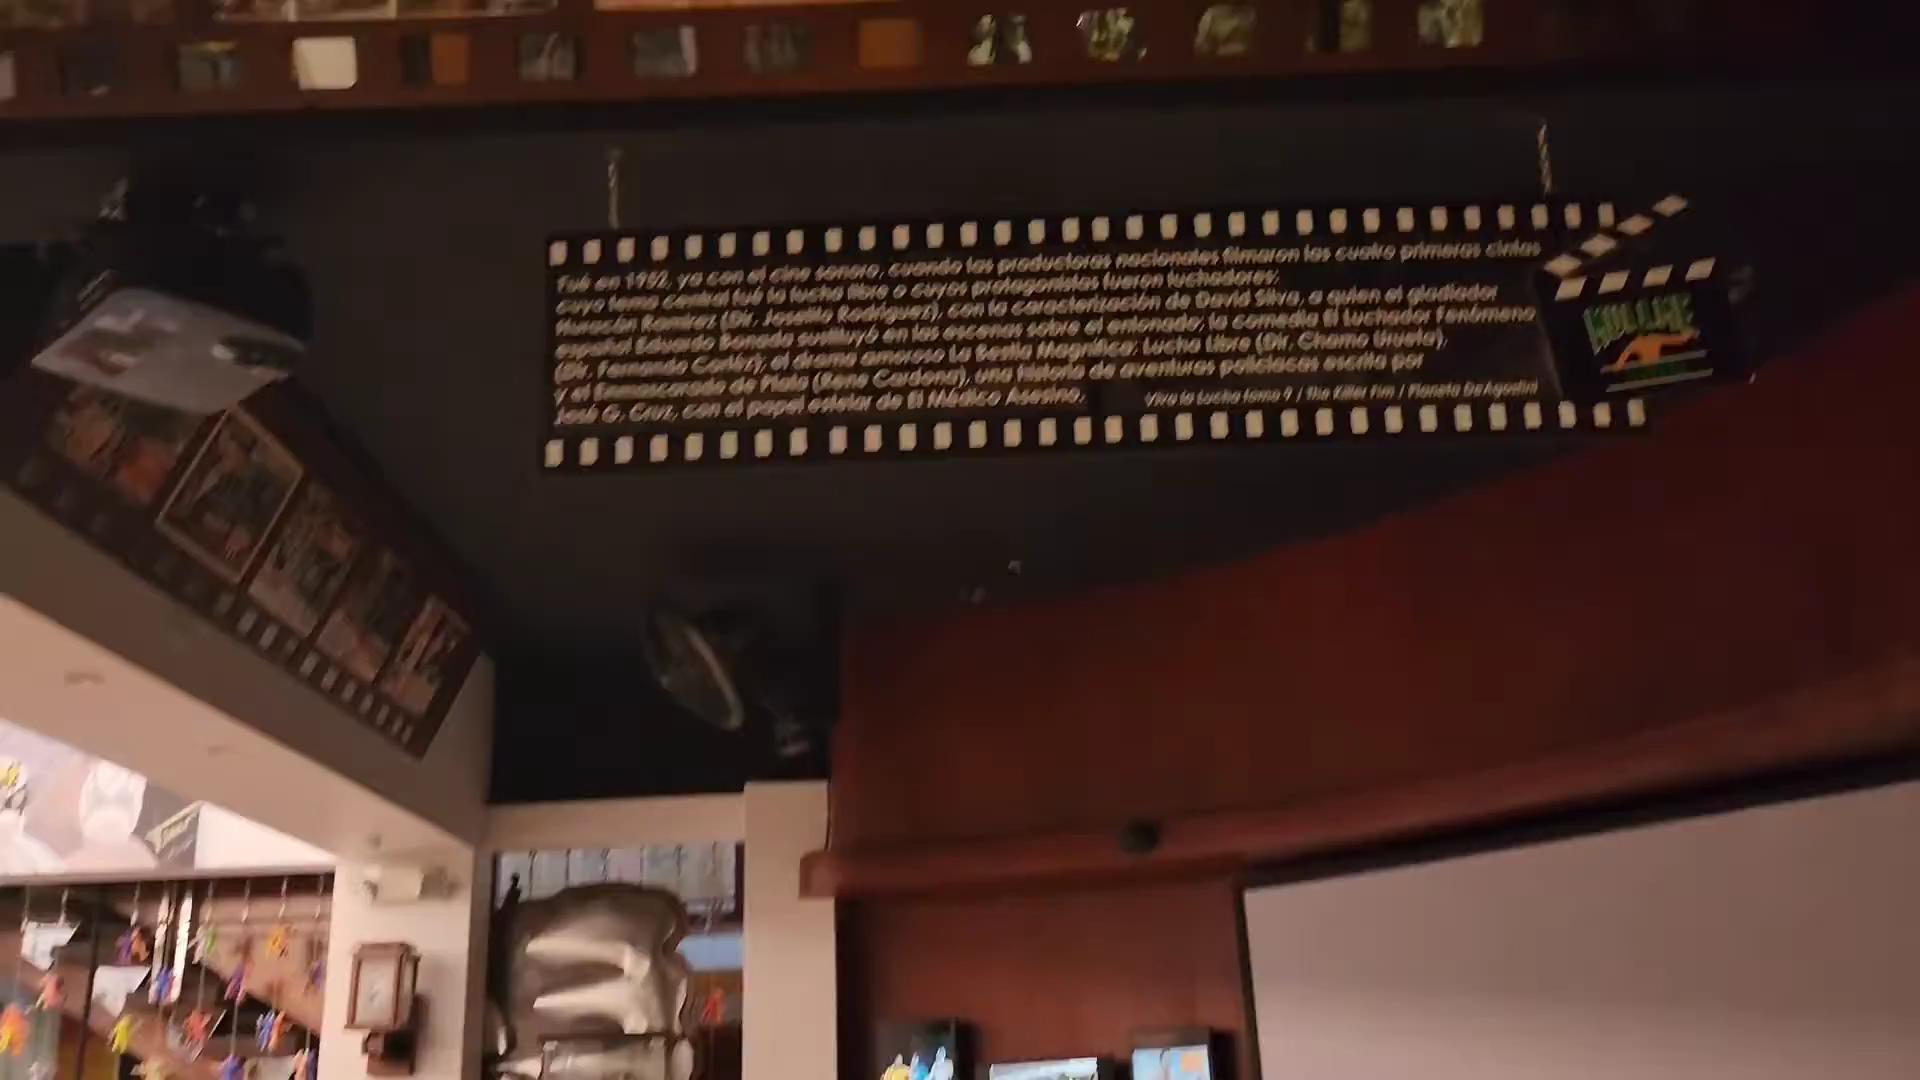 Fué en 1952, ya con el cine sonoro, cuando las productoras nacionales filmaron las cuatro primeras cintas
cuyo tema central fué la lucha libre o cuyos protagonistas fueron luchadores:
Huracán Ramírez (Dir. Joselito Rodríguez), con la caracterización de David Silva, a quien el gladiador
español Eduardo Bonada sustituyó en las escenas sobre el entonado; la comedia El Luchador Fenómeno
(Dir. Fernando Cortéz); el drama amoroso La Bestia Magnífica: Lucha Libre (Dir. Chano Urueta),
y el Enmascarado de Plata (René Cardona), una historia de aventuras policiacas escrita por
José G. Cruz, con el papel estelar de El Médico Asesino.
Viva la Lucha tomo 9 / The Killer Fim / Planeta DeAgostini